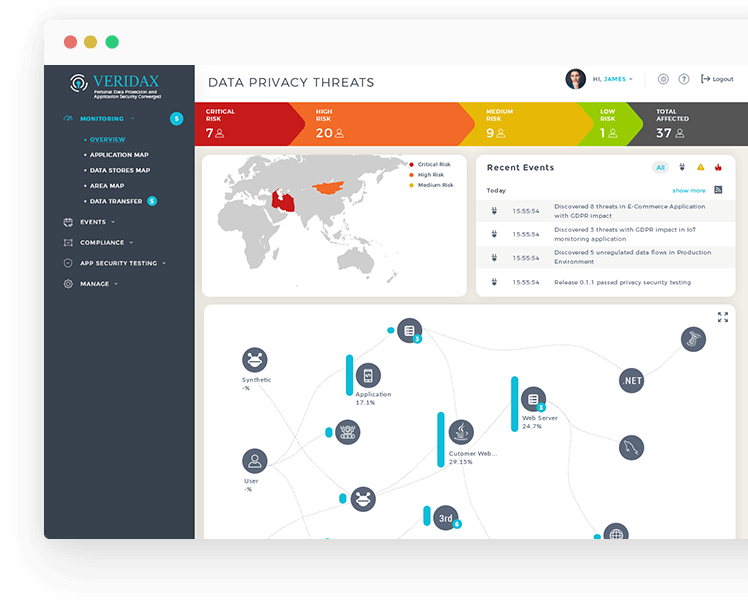 VERIDAX
Personal Data Protection and
Application Security Converged
DATA PRIVACY THREATS
HI, JAMES
?
Logout
MONITORING
5
OVERVIEW
APPLICATION MAP
DATA STORES MAP
AREA MAP
DATA TRANSFER 5
EVENTS
COMPLIANCE
APP SECURITY TESTING
MANAGE
CRITICAL
RISK
7
HIGH
RISK
20
MEDIUM
RISK
9
LOW
RISK
1
TOTAL
AFFECTED
37
Critical Risk
High Risk
Medium Risk
Recent Events
All
Today
show more
15:55:54
Discovered 8 threats in E-Commerce Application
with GDPR impact
15:55:54
Discovered 3 threats with GDPR impact in IoT
monitoring application
15:55:54
Discovered 5 unregulated data flows in Production
Environment
15:55:54
Release 0.1.1 passed privacy security testing
3
Synthetic
-%
Application
17.1%
.NET
3
Web Server
24.7%
Cutomer Web...
29.15%
User
-%
3rd
6